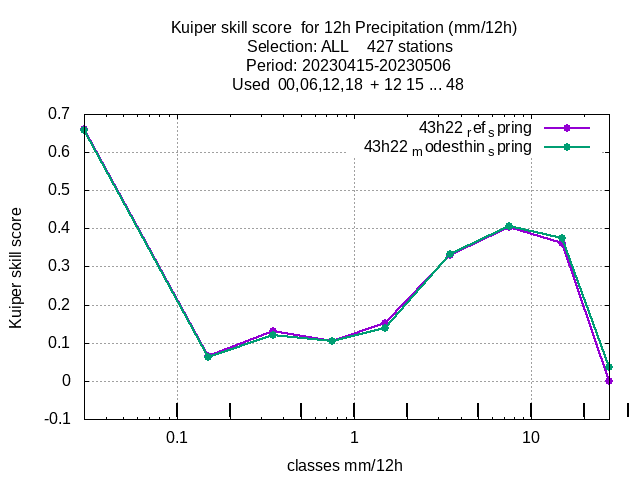 Kuiper skill score  for 12h Precipitation (mm/12h)
Selection: ALL    427 stations
Period: 20230415-20230506
Used  00,06,12,18  + 12 15 ... 48
43h22 ref spring
43h22 modesthin spring
Kuiper skill score
0.7
0.6
0.5
0.4
0.3
0.2
0.1
0
-0.1
0.1
1
10
classes mm/12h